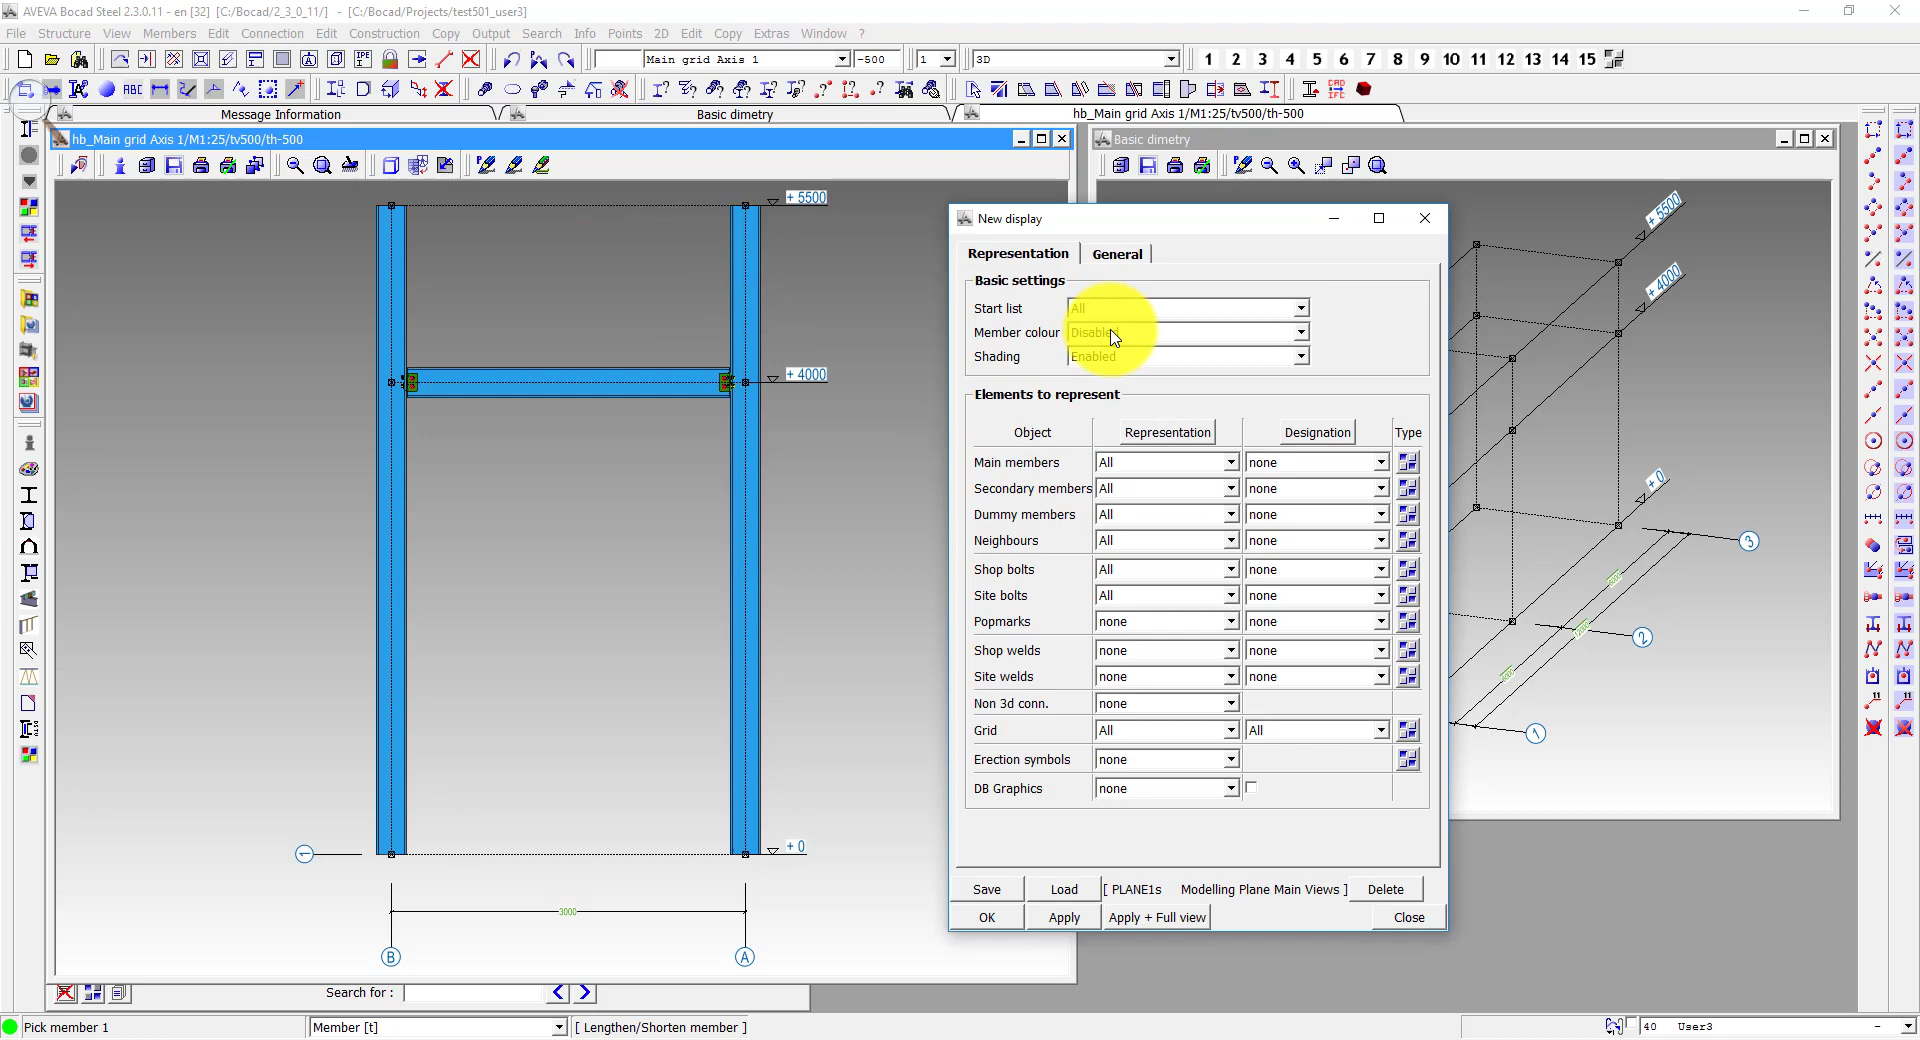 AVEVA Bocad Steel 2.3.0.11 - en [32] [C:/Bocad/2_3_0_11/] - [C:/Bocad/Projects/test501_user3]
File Structure View Members Edit Connection Edit Construction Copy Output Search Info Points 2D Edit Copy Extras Window ?
Main grid Axis 1 -500 1 3D 1 2 3 4 5 6 7 8 9 10 11 12 13 14 15
ABC
Message Information Basic dimetry hb_Main grid Axis 1/M1:25/tv500/th-500
hb_Main grid Axis 1/M1:25/tv500/th-500
Basic dimetry
+ 5500
+ 4000
+ 0
1
3000
B A
+ 5500
+ 4000
+ 0
3
2
1
New display
Representation General
Basic settings
Start list All
Member colour Disabled
Shading Enabled
Elements to represent
Object Representation Designation Type
Main members All none
Secondary members All none
Dummy members All none
Neighbours All none
Shop bolts All none
Site bolts All none
Popmarks none none
Shop welds none none
Site welds none none
Non 3d conn. none
Grid All All
Erection symbols none
DB Graphics none
Save Load [ PLANE1s Modelling Plane Main Views ] Delete
OK Apply Apply + Full view Close
Search for :
Pick member 1 Member [t] [ Lengthen/Shorten member ] 40 User3 -